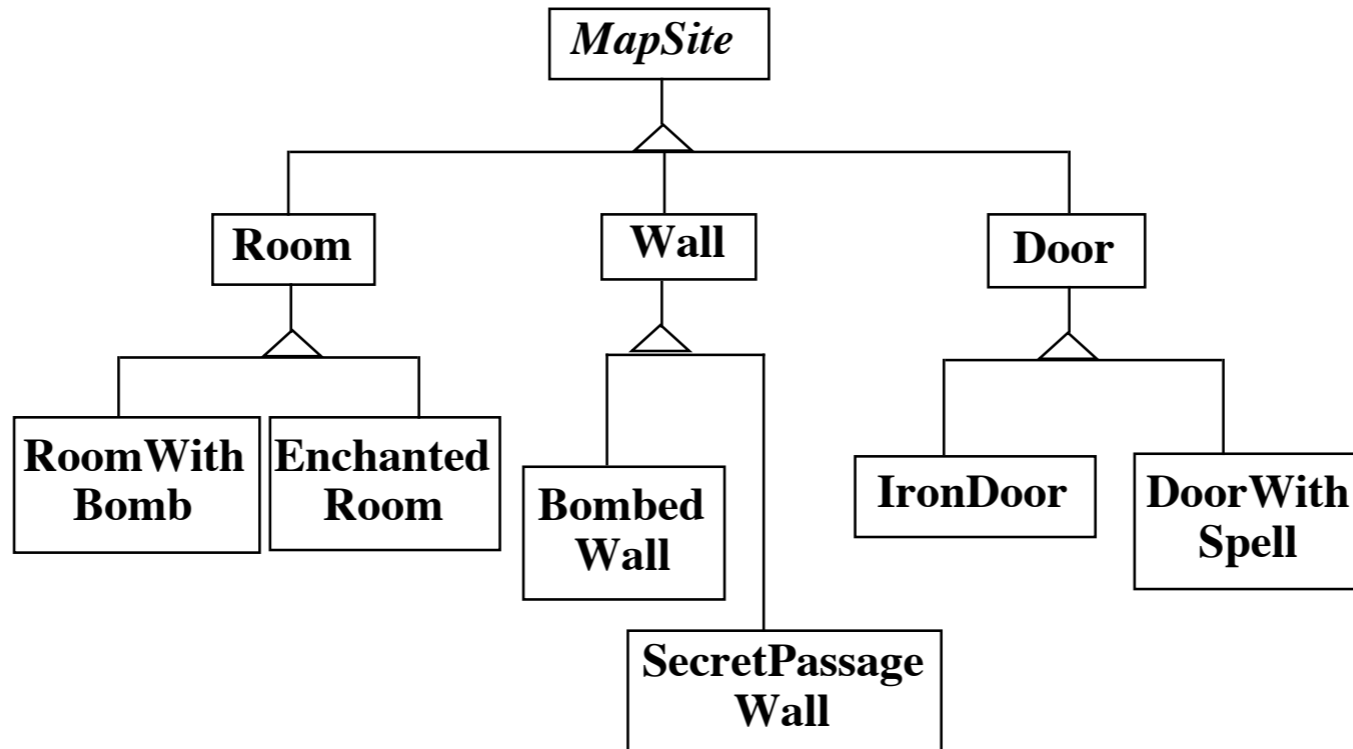 MapSite
Room
Wall
Door
RoomWith
Bomb
Enchanted
Room
Bombed
Wall
SecretPassage
Wall
IronDoor
DoorWith
Spell